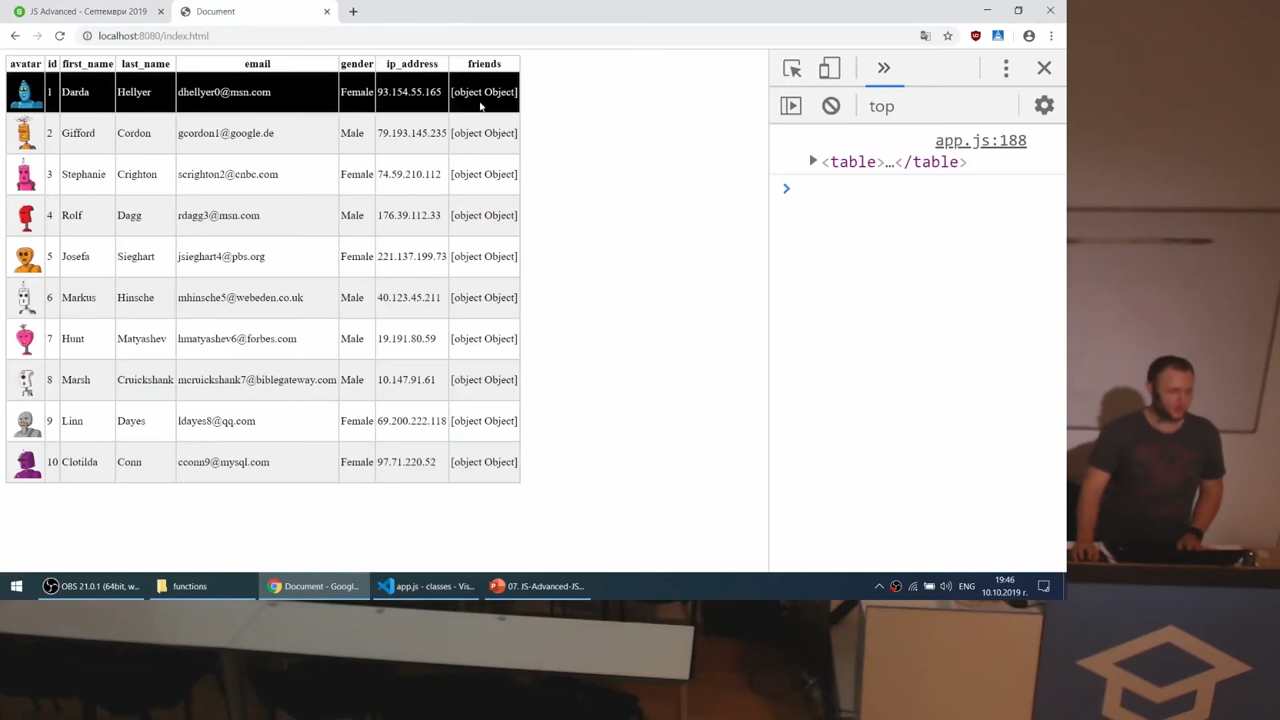 JS Advanced - Септември 2019
Document
localhost:8080/index.html
avatar id first_name last_name email gender ip_address friends
1 Darda Hellyer dhellyer0@msn.com Female 93.154.55.165 [object Object]
2 Gifford Cordon gcordon1@google.de Male 79.193.145.235 [object Object]
3 Stephanie Crighton scrighton2@cnbc.com Female 74.59.210.112 [object Object]
4 Rolf Dagg rdagg3@msn.com Male 176.39.112.33 [object Object]
5 Josefa Sieghart jsieghart4@pbs.org Female 221.137.199.73 [object Object]
6 Markus Hinsche mhinsche5@webeden.co.uk Male 40.123.45.211 [object Object]
7 Hunt Matyashev hmatyashev6@forbes.com Male 19.191.80.59 [object Object]
8 Marsh Cruickshank mcruickshank7@biblegateway.com Male 10.147.91.61 [object Object]
9 Linn Dayes ldayes8@qq.com Female 69.200.222.118 [object Object]
10 Clotilda Conn cconn9@mysql.com Female 97.71.220.52 [object Object]
top
app.js:188
<table>…</table>
OBS 21.0.1 (64bit, w...
functions
Document - Googl...
app.js - classes - Vis...
07. JS-Advanced-JS...
ЕНГ
19:46
10.10.2019 г.